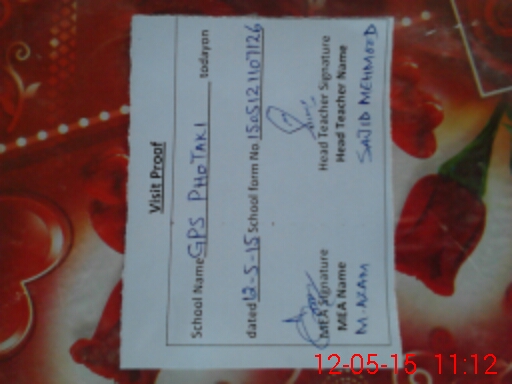 Visit Proof
School Name GPS PHOTAKI todayon
dated 12-5-15 School form No 1505121107126
MEA Signature Head Teacher Signature
MEA Name Head Teacher Name
M-AZAM SAJID MEHMOOD
12-05-15 11:12